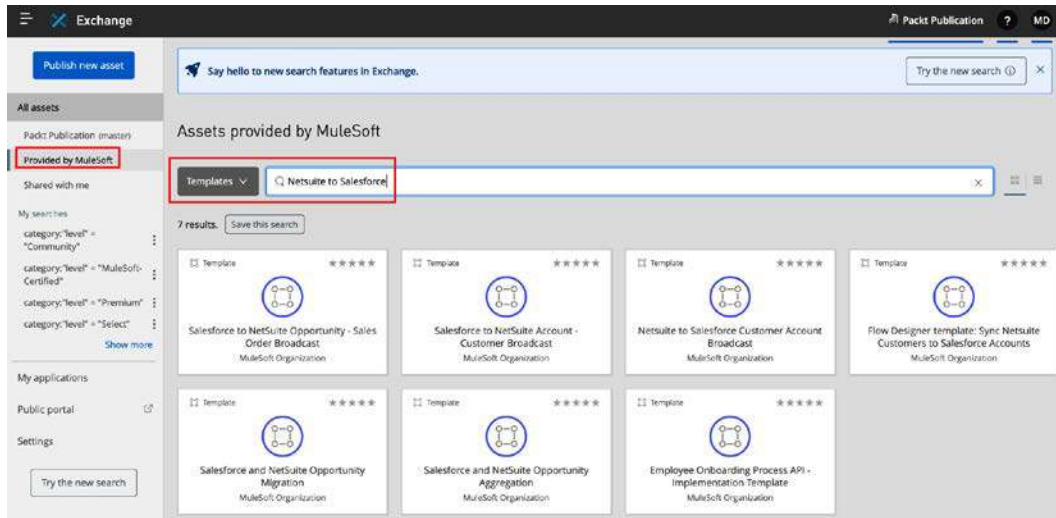 Exchange
Packt Publication
?
MD
Publish new asset
Say hello to new search features in Exchange.
Try the new search
All assets
Packt Publication (master)
Provided by MuleSoft
Shared with me
My searches
category:"level" =
"Community"
category:"level" = "MuleSoft-
Certified"
category:"level" = "Premium"
category:"level" = "Select"
Show more
My applications
Public portal
Settings
Try the new search
Assets provided by MuleSoft
Templates
Netsuite to Salesforce
7 results.
Save this search
Template
Salesforce to NetSuite Opportunity - Sales
Order Broadcast
MuleSoft Organization
Template
Salesforce to NetSuite Account -
Customer Broadcast
MuleSoft Organization
Template
Netsuite to Salesforce Customer Account
Broadcast
MuleSoft Organization
Template
Flow Designer template: Sync Netsuite
Customers to Salesforce Accounts
MuleSoft Organization
Template
Salesforce and NetSuite Opportunity
Migration
MuleSoft Organization
Template
Salesforce and NetSuite Opportunity
Aggregation
MuleSoft Organization
Template
Employee Onboarding Process API -
Implementation Template
MuleSoft Organization